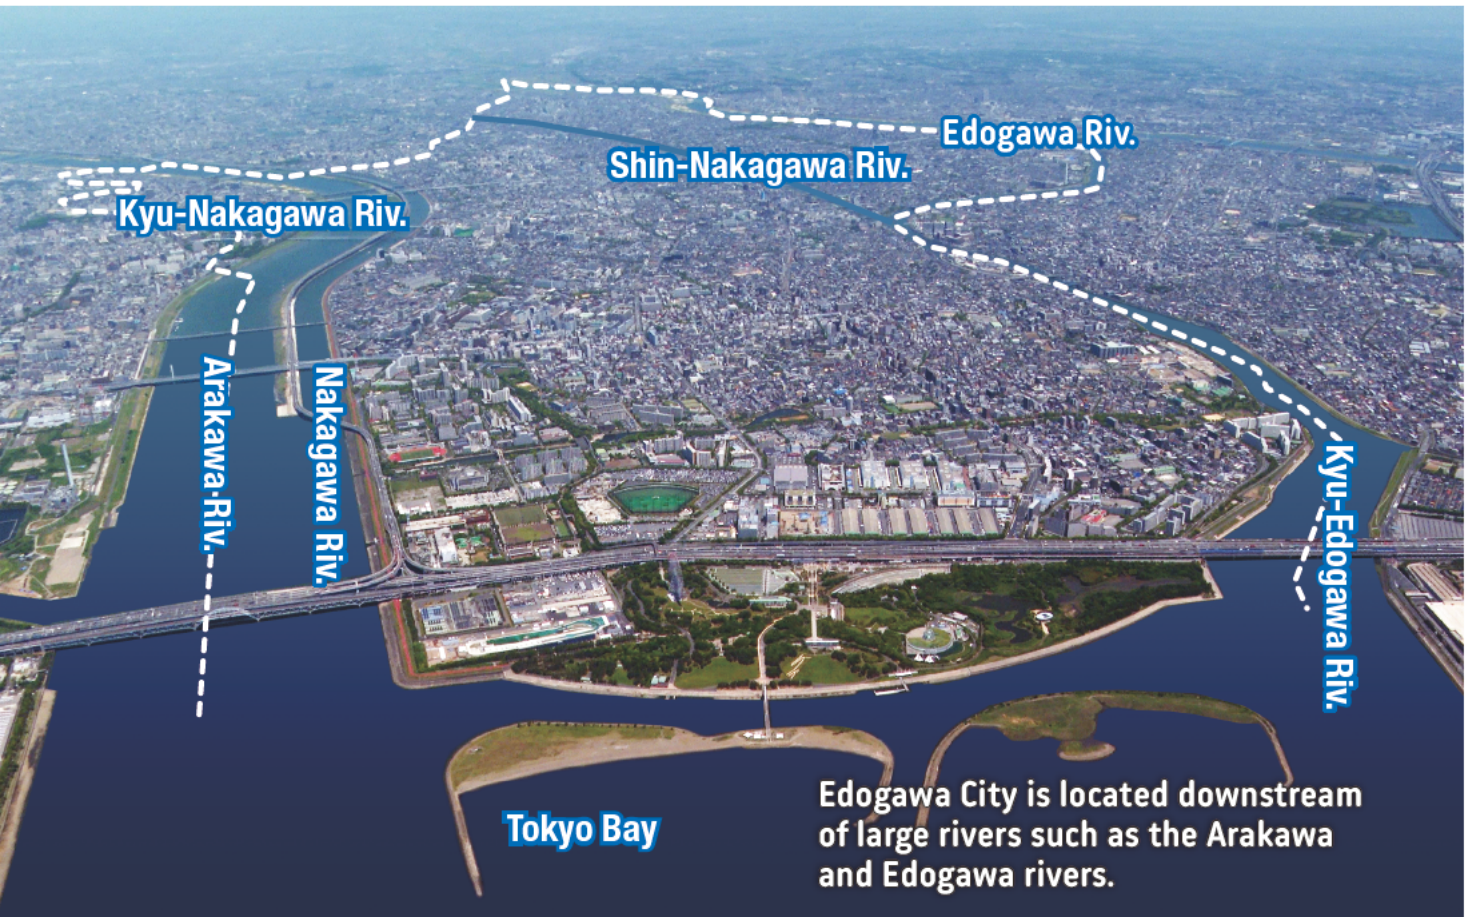 Edogawa Riv.
Shin-Nakagawa Riv.
Kyu-Nakagawa Riv.
Arakawa Riv.
Nakagawa Riv.
Kyu-Edogawa Riv.
Tokyo Bay
Edogawa City is located downstream
of large rivers such as the Arakawa
and Edogawa rivers.